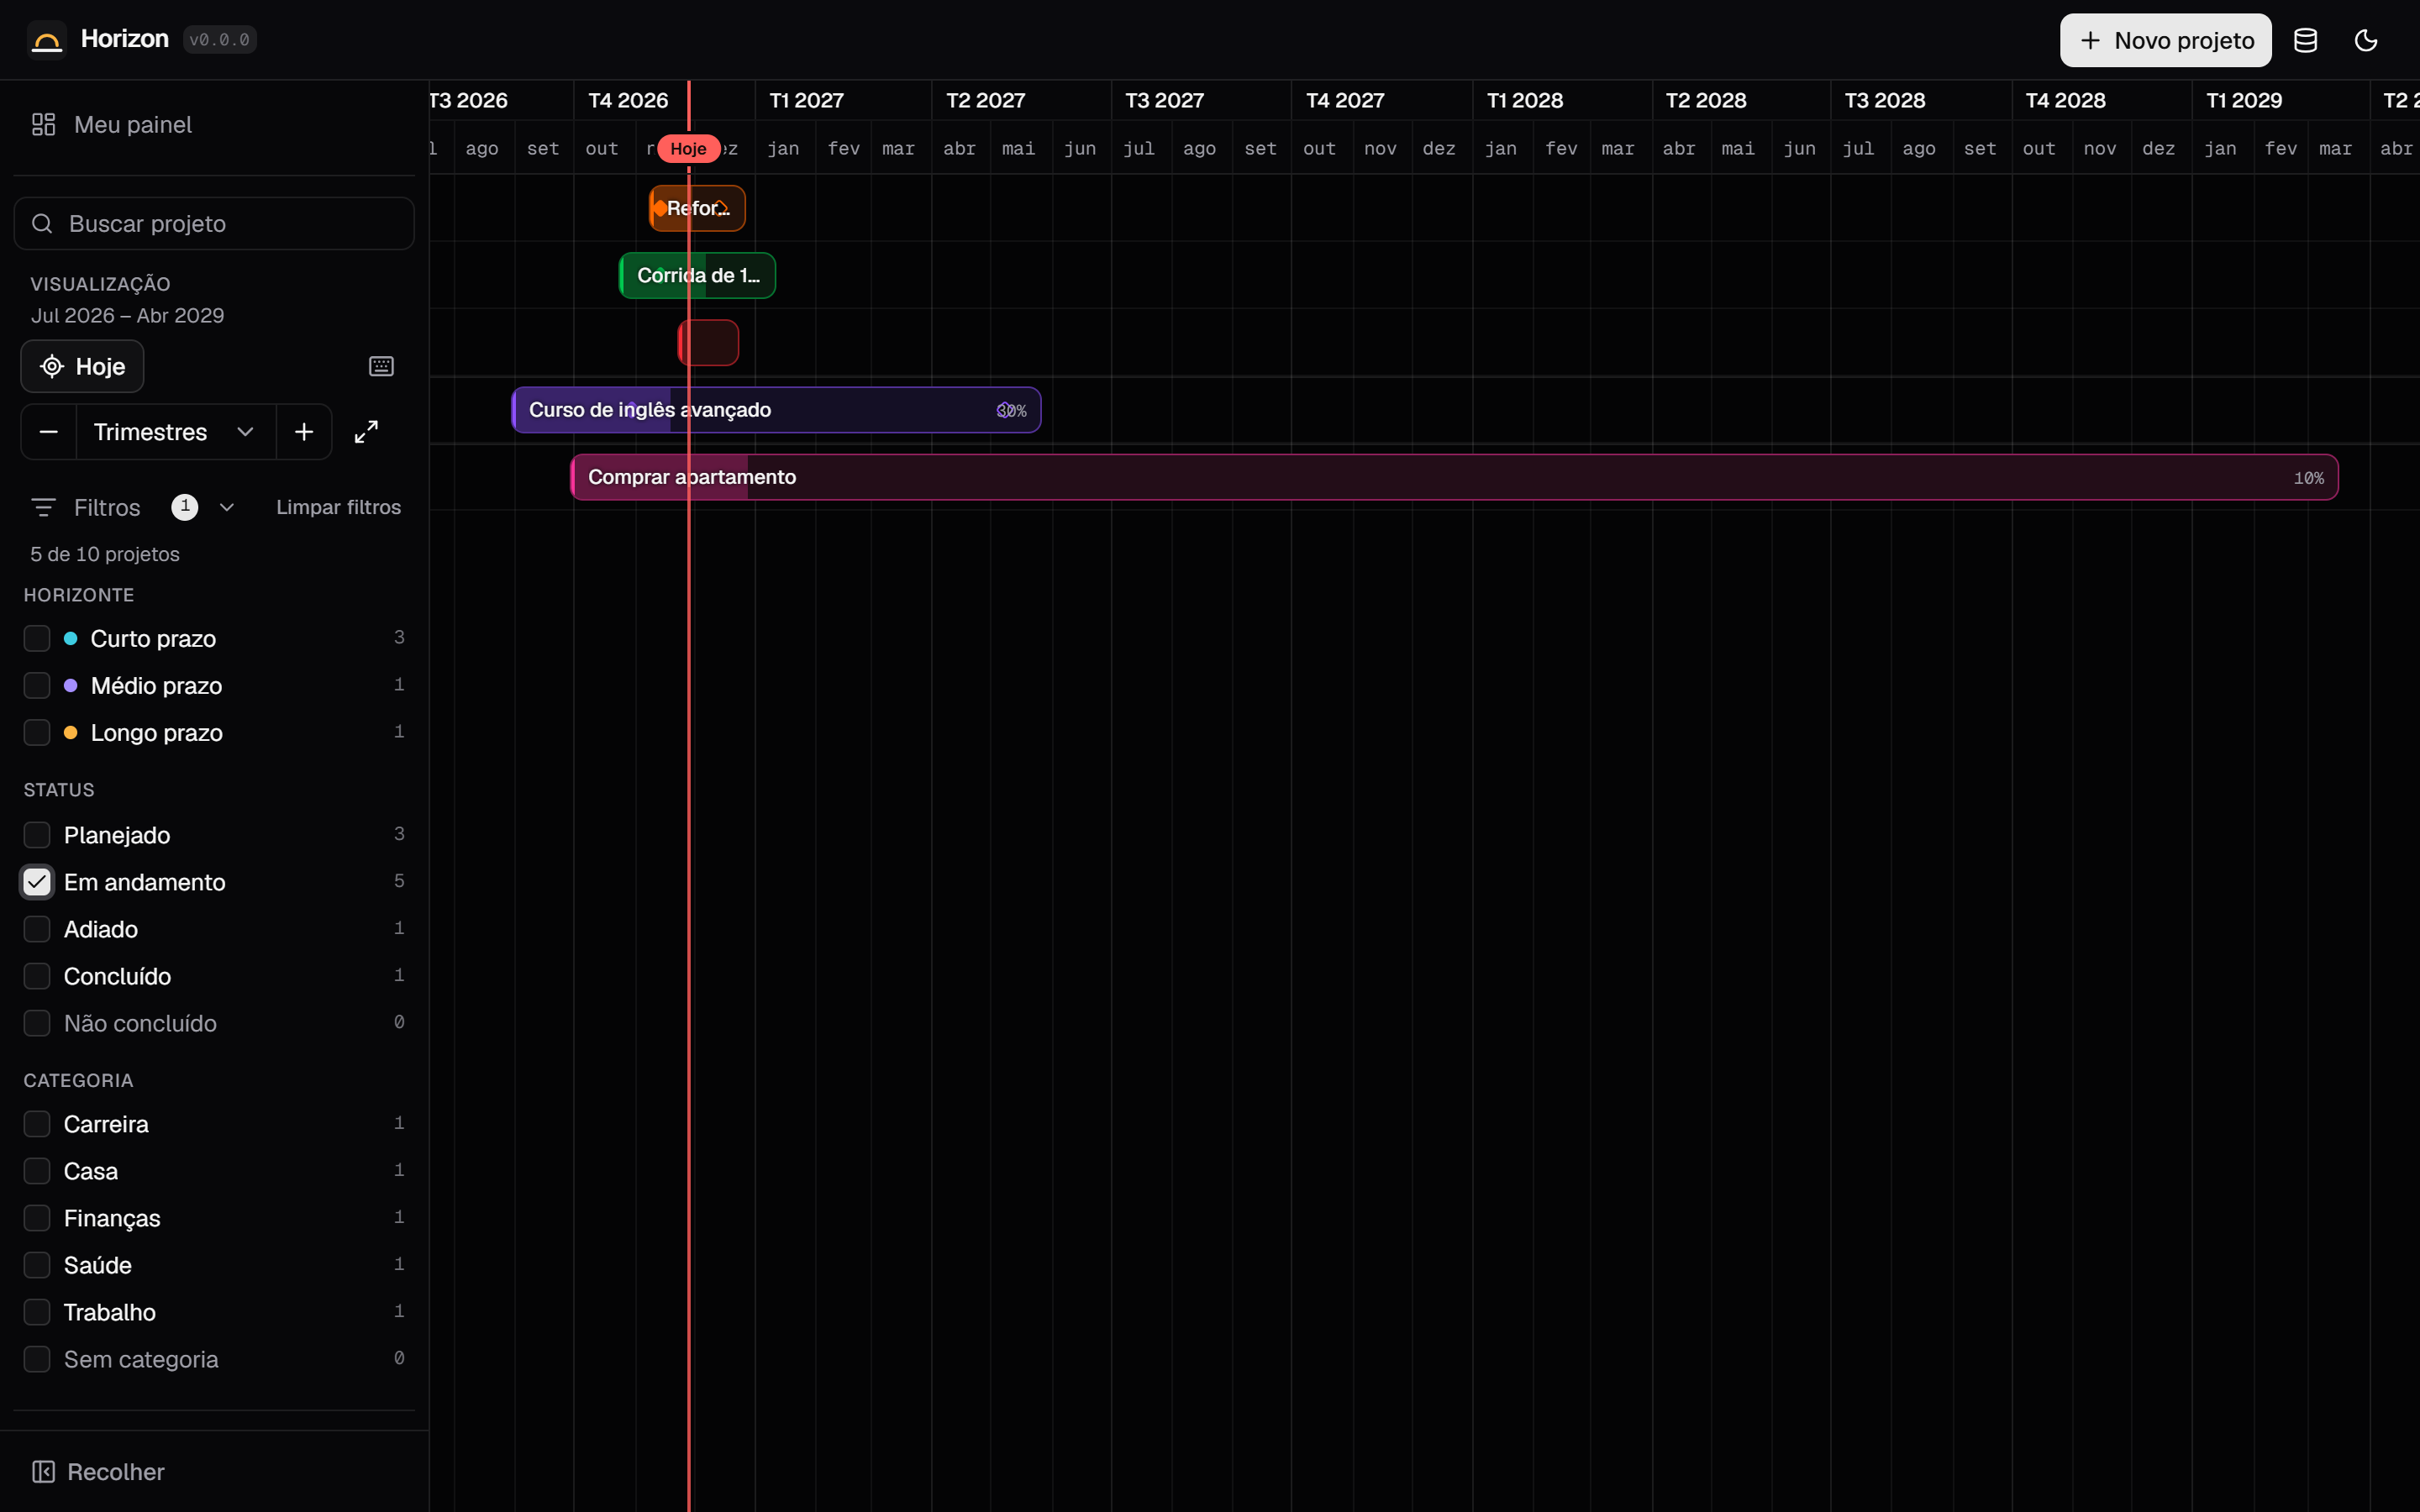 Horizon v0.0.0
Novo projeto
Meu painel
Buscar projeto
VISUALIZAÇÃO
Jul 2026 – Abr 2029
Hoje
Trimestres
Filtros 1 Limpar filtros
5 de 10 projetos
HORIZONTE
Curto prazo 3
Médio prazo 1
Longo prazo 1
STATUS
Planejado 3
Em andamento 5
Adiado 1
Concluído 1
Não concluído 0
CATEGORIA
Carreira 1
Casa 1
Finanças 1
Saúde 1
Trabalho 1
Sem categoria 0
Recolher
T3 2026 T4 2026 T1 2027 T2 2027 T3 2027 T4 2027 T1 2028 T2 2028 T3 2028 T4 2028 T1 2029 T2
ago set out Hoje jan fev mar abr mai jun jul ago set out nov dez jan fev mar abr mai jun jul ago set out nov dez jan fev mar abr
Refor...
Corrida de 1...
Curso de inglês avançado 30%
Comprar apartamento 10%